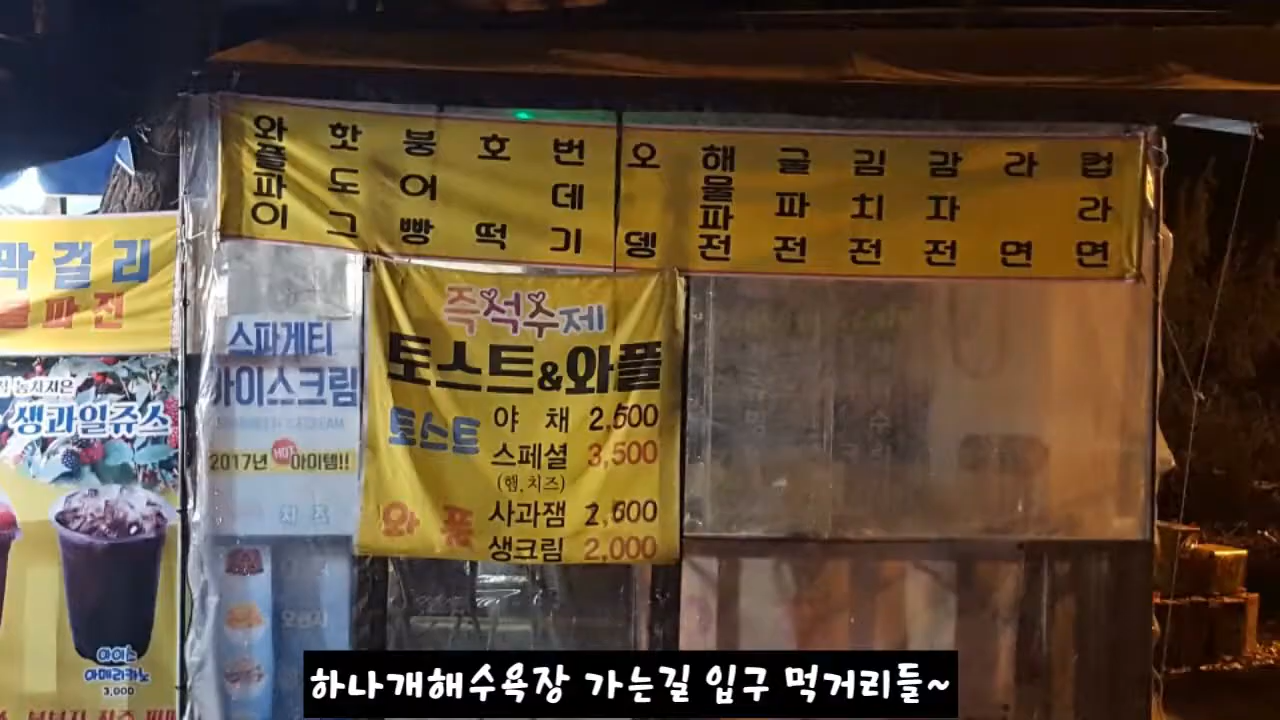 와플파이 핫도그 붕어빵 호떡 번데기 오뎅 해물파전 글파전 김치전 감자전 라면 컵라면
막걸리
파전
생과일쥬스
아이스
아메리카노
3,000
스파게티
아이스크림
2017년 HOT 아이템!!
치즈
즉석수제
토스트&와플
토스트 야채 2,500
스페셜 3,500
(햄,치즈)
와플 사과잼
생크림 2,000
하나개해수욕장 가는길 입구 먹거리들~